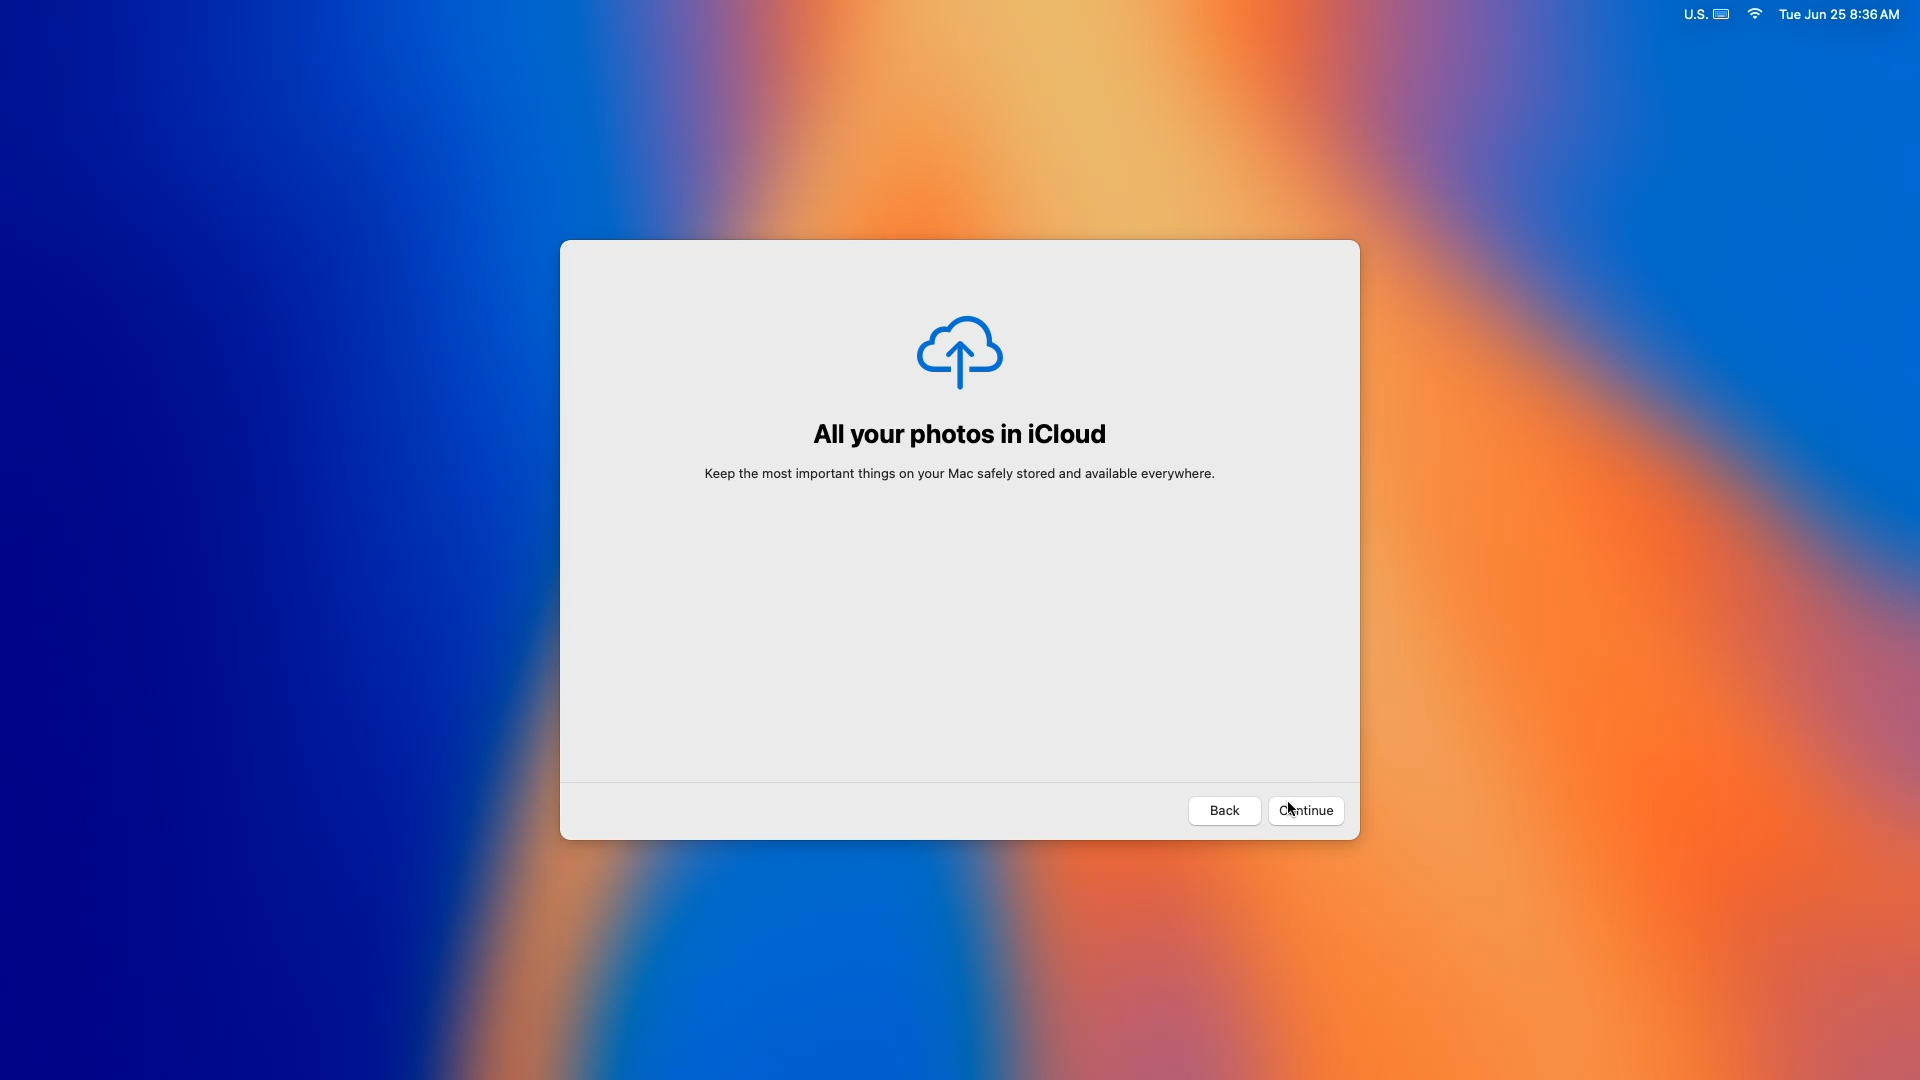 U.S. Tue Jun 25 8:36 AM
All your photos in iCloud
Keep the most important things on your Mac safely stored and available everywhere.
Back Continue